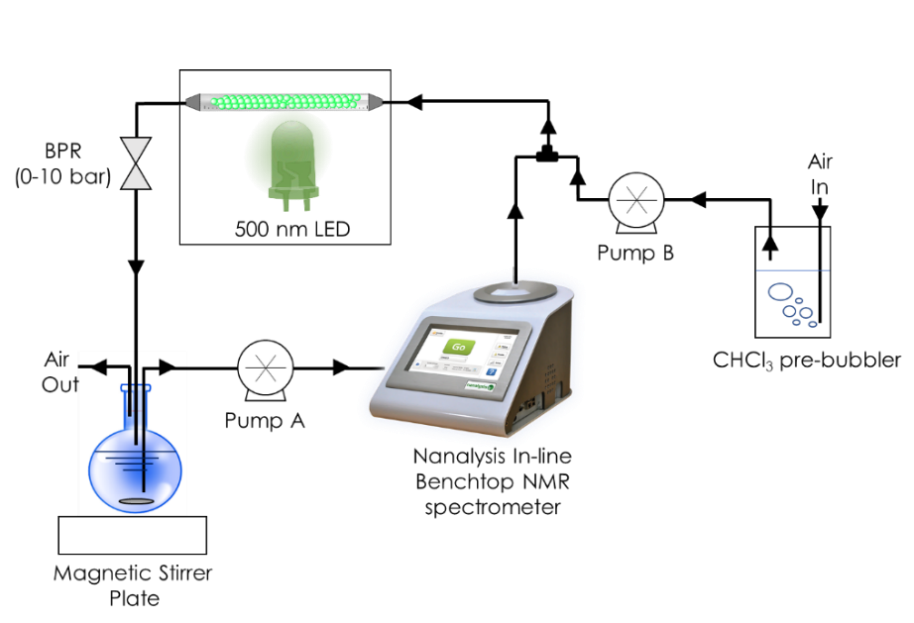 BPR
(0-10 bar)
500 nm LED
Air
In
Pump B
CHCl₃ pre-bubbler
Air
Out
Pump A
Go
Nanalysis In-line
Benchtop NMR
spectrometer
Magnetic Stirrer
Plate